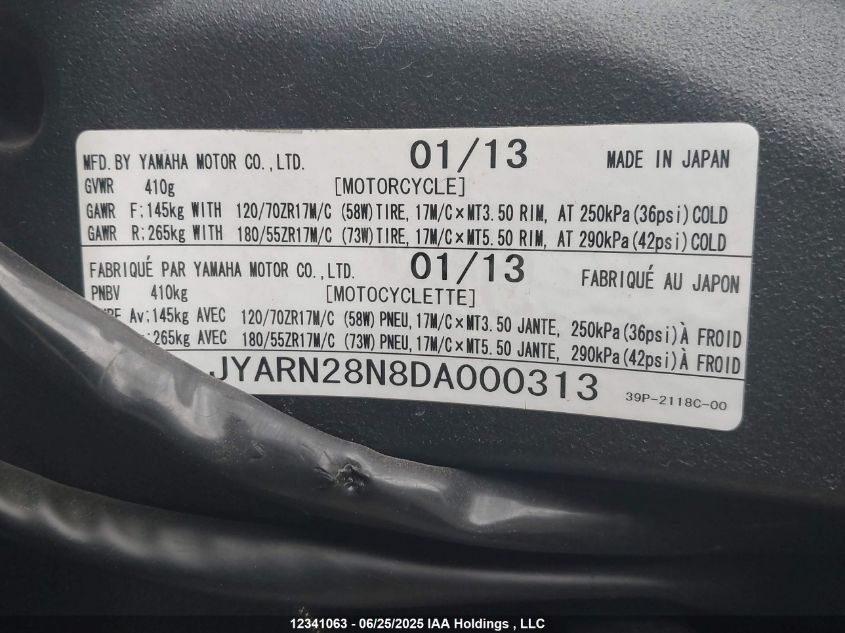 MFD. BY YAMAHA MOTOR CO., LTD. 01/13 MADE IN JAPAN
GVWR 410g [MOTORCYCLE]
GAWR F:145kg WITH 120/70ZR17M/C (58W)TIRE, 17M/C×MT3.50 RIM, AT 250kPa(36psi)COLD
GAWR R:265kg WITH 180/55ZR17M/C (73W)TIRE, 17M/C×MT5.50 RIM, AT 290kPa(42psi)COLD
FABRIQUÉ PAR YAMAHA MOTOR CO., LTD. 01/13 FABRIQUÉ AU JAPON
PNBV 410kg [MOTOCYCLETTE]
Av:145kg AVEC 120/70ZR17M/C (58W) PNEU, 17M/C×MT3.50 JANTE, 250kPa(36psi)À FROID
:265kg AVEC 180/55ZR17M/C (73W) PNEU, 17M/C×MT5.50 JANTE, 290kPa(42psi)À FROID
JYARN28N8DA000313 39P-2118C-00
12341063 - 06/25/2025 IAA Holdings , LLC